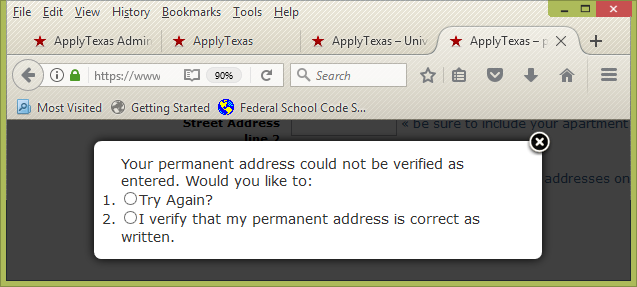 File Edit View History Bookmarks Tools Help
ApplyTexas Admin ApplyTexas ApplyTexas – Univ ApplyTexas – p
https://www 90% Search
Most Visited Getting Started Federal School Code S...
Street Address « be sure to include your apartment
line 2
addresses on
Your permanent address could not be verified as
entered. Would you like to:
1. Try Again?
2. I verify that my permanent address is correct as
written.